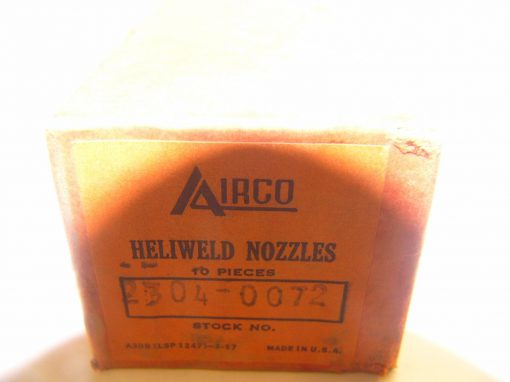 AIRCO
HELIWELD NOZZLES
10 PIECES
2304-0072
STOCK NO.
MADE IN U.S.A.